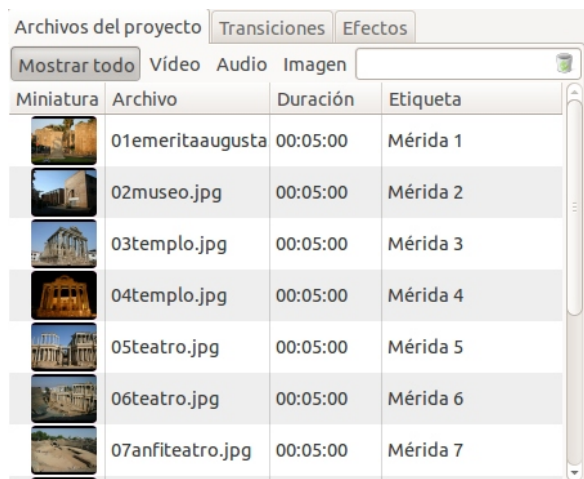 Archivos del proyecto Transiciones Efectos
Mostrar todo Vídeo Audio Imagen
Miniatura Archivo Duración Etiqueta
01emeritaaugusta 00:05:00 Mérida 1
02museo.jpg 00:05:00 Mérida 2
03templo.jpg 00:05:00 Mérida 3
04templo.jpg 00:05:00 Mérida 4
05teatro.jpg 00:05:00 Mérida 5
06teatro.jpg 00:05:00 Mérida 6
07anfiteatro.jpg 00:05:00 Mérida 7